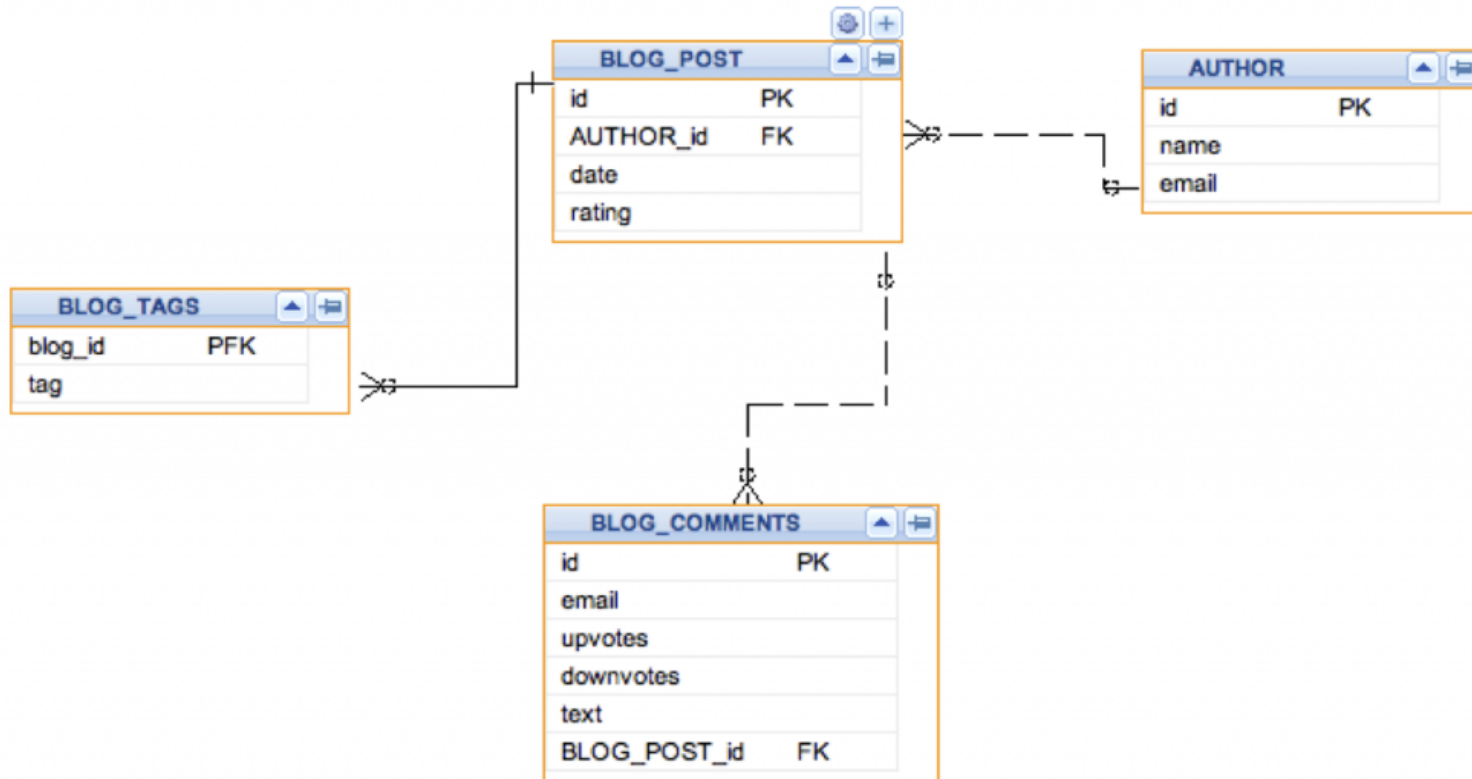 BLOG_POST
id PK
AUTHOR_id FK
date
rating
AUTHOR
id PK
name
email
BLOG_TAGS
blog_id PFK
tag
BLOG_COMMENTS
id PK
email
upvotes
downvotes
text
BLOG_POST_id FK